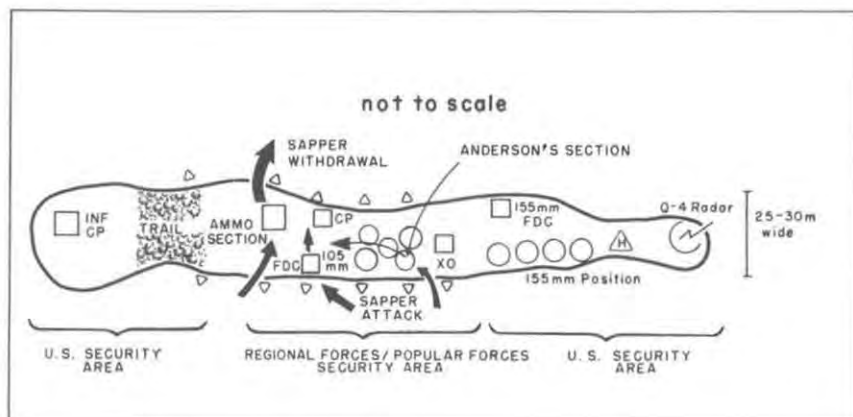 not to scale
SAPPER
WITHDRAWAL
ANDERSON'S SECTION
INF
CP
TRAIL
AMMO
SECTION
CP
FDC
105
mm
XO
155mm
FDC
H
Q-4 Radar
25-30m
wide
155mm Position
SAPPER
ATTACK
U.S. SECURITY
AREA
REGIONAL FORCES/POPULAR FORCES
SECURITY AREA
U.S. SECURITY
AREA